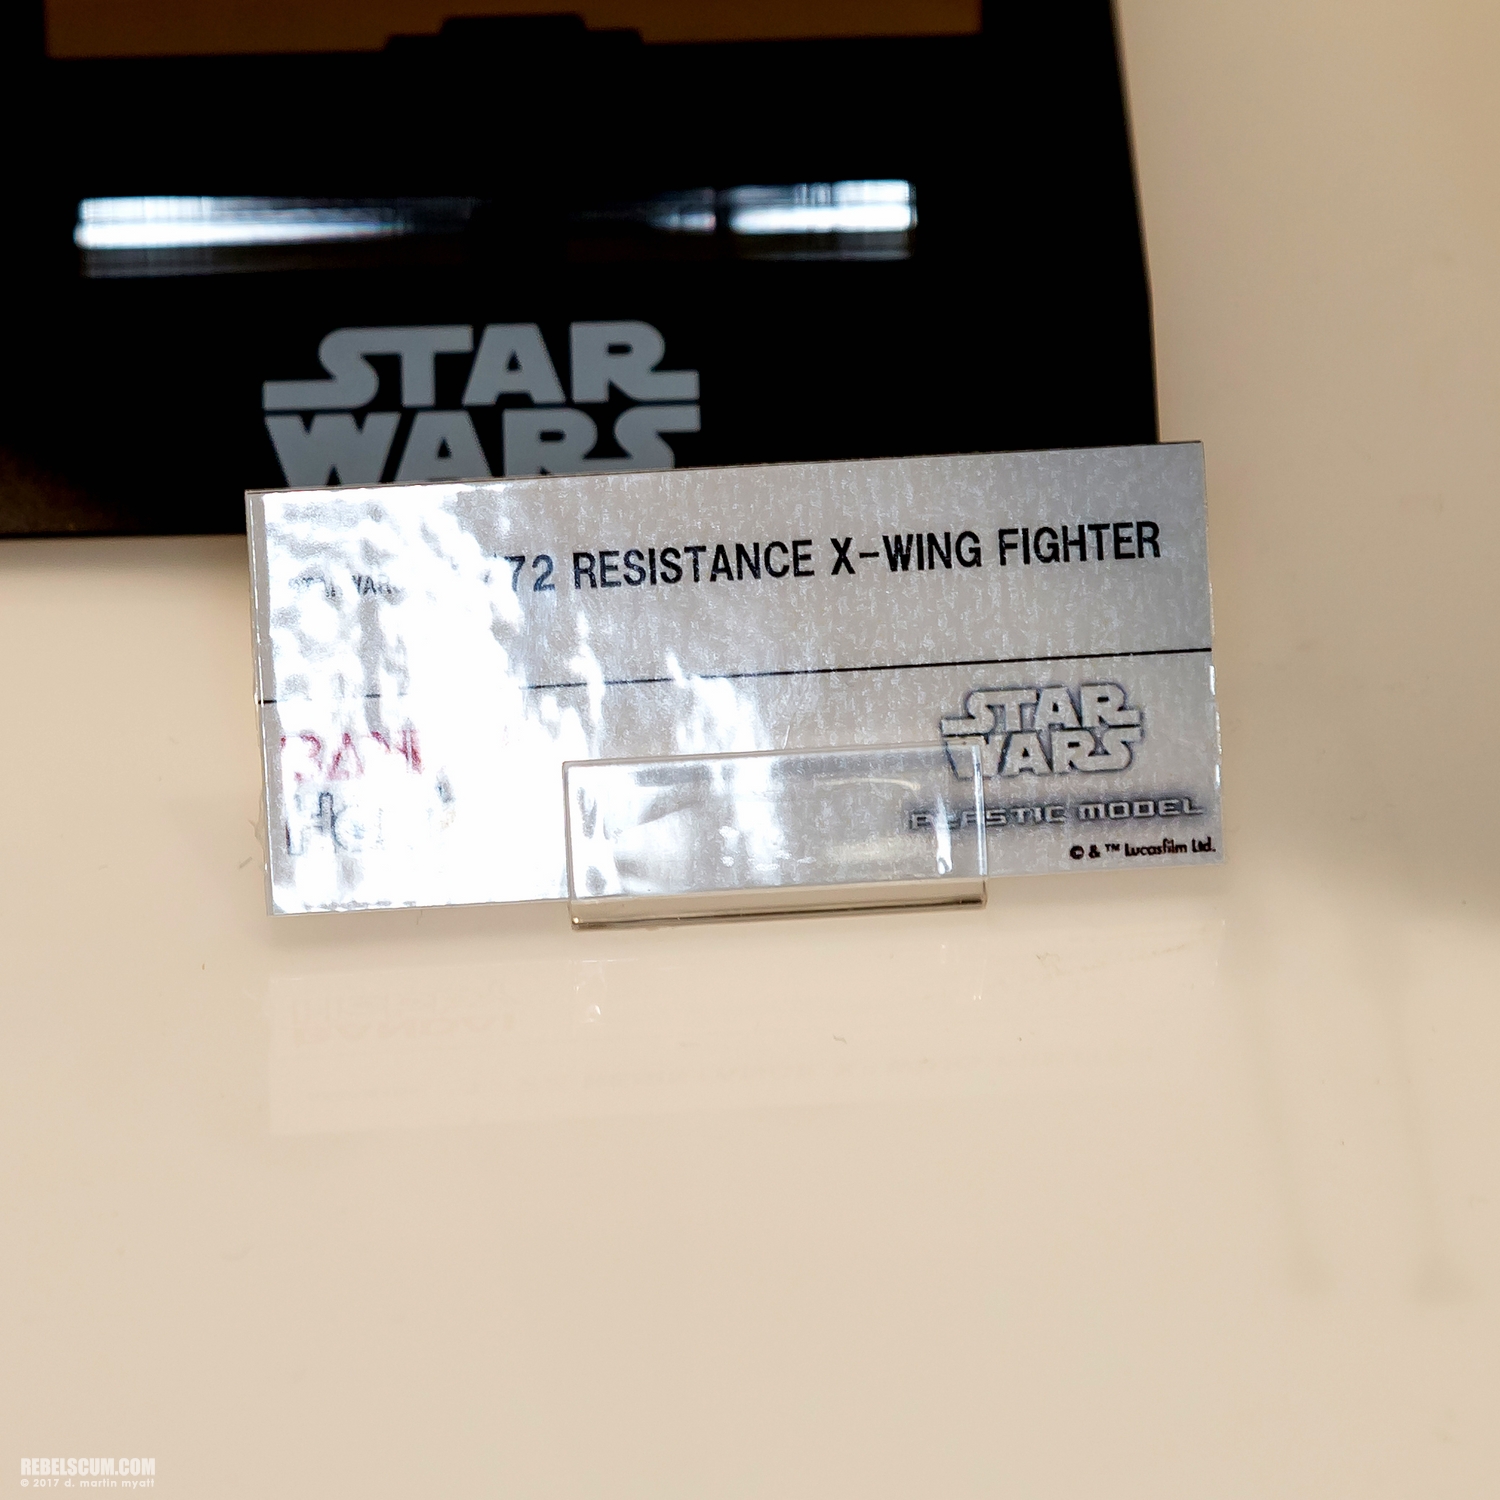 STAR
WARS
72 RESISTANCE X-WING FIGHTER
STAR
WARS
PLASTIC MODEL
© & ™ Lucasfilm Ltd.
REBELSCUM.COM
© 2017 d. martin myatt